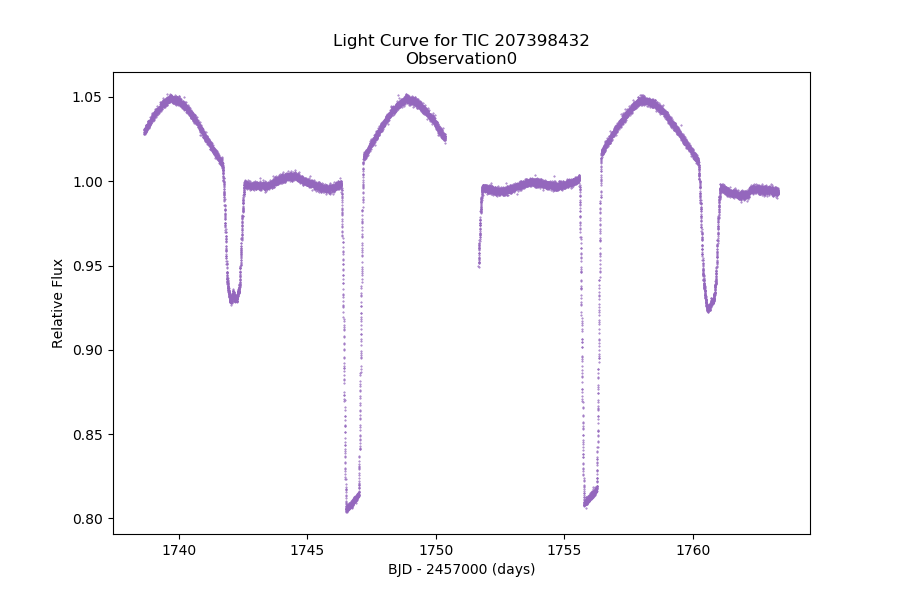 Light Curve for TIC 207398432
Observation0
1.05
1.00
0.95
0.90
0.85
0.80
Relative Flux
1740 1745 1750 1755 1760
BJD - 2457000 (days)